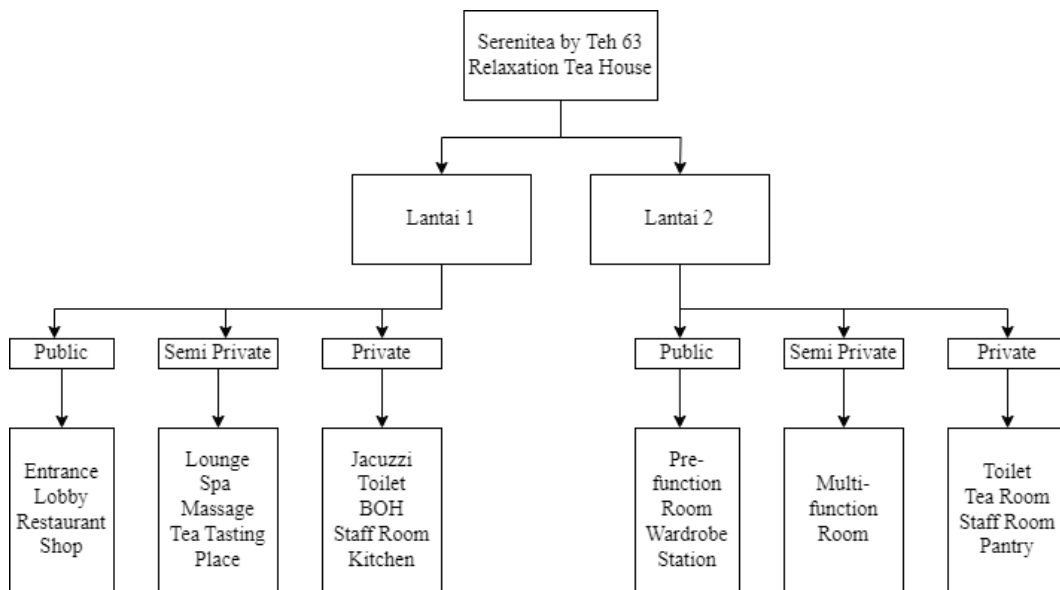 Serenitea by Teh 63
Relaxation Tea House
Lantai 1
Lantai 2
Public
Semi Private
Private
Public
Semi Private
Private
Entrance
Lobby
Restaurant
Shop
Lounge
Spa
Massage
Tea Tasting
Place
Jacuzzi
Toilet
BOH
Staff Room
Kitchen
Pre-
function
Room
Wardrobe
Station
Multi-
function
Room
Toilet
Tea Room
Staff Room
Pantry